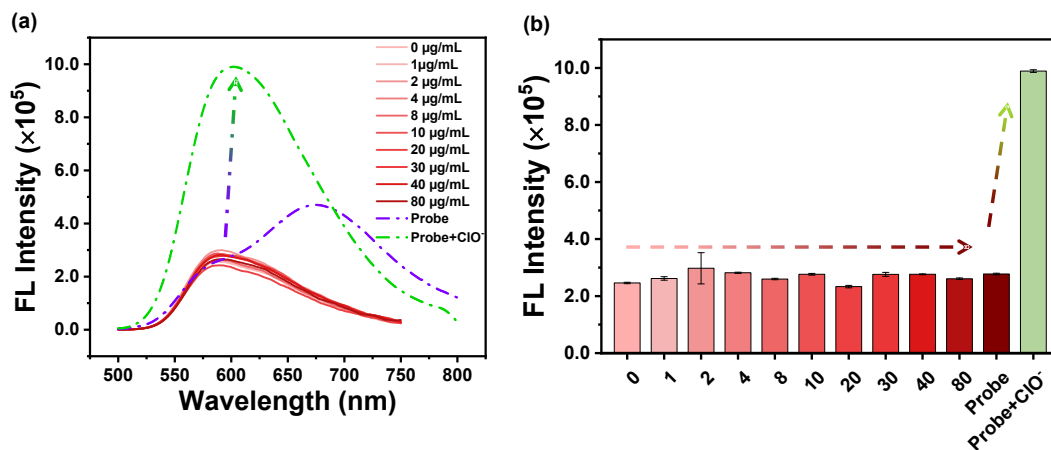 (a)
FL Intensity (×10⁵)
10.0
8.0
6.0
4.0
2.0
0.0
500 550 600 650 700 750 800
Wavelength (nm)
0 µg/mL
1µg/mL
2 µg/mL
4 µg/mL
8 µg/mL
10 µg/mL
20 µg/mL
30 µg/mL
40 µg/mL
80 µg/mL
Probe
Probe+ClO⁻
(b)
FL Intensity (×10⁵)
10.0
8.0
6.0
4.0
2.0
0.0
0 1 2 4 8 10 20 30 40 80 Probe Probe+ClO⁻